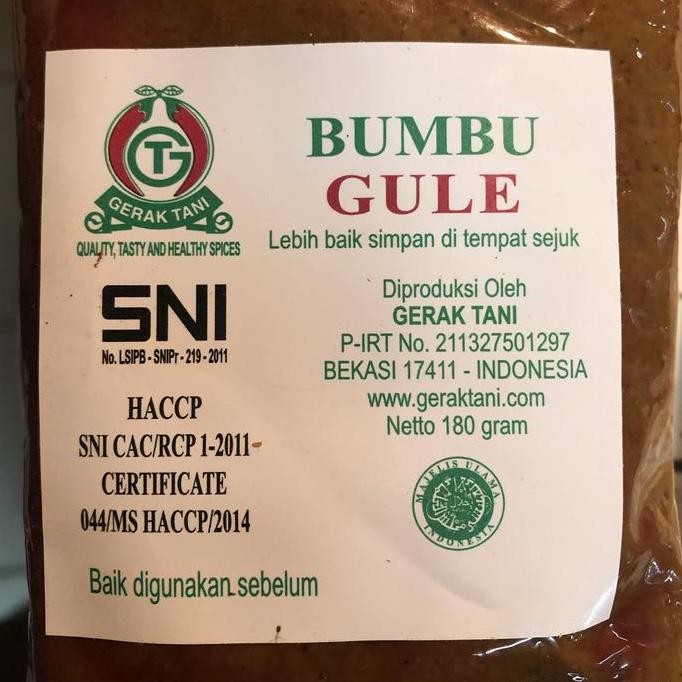 GERAK TANI
QUALITY, TASTY AND HEALTHY SPICES
SNI
No. LSIPB - SNIPr - 219 - 2011
HACCP
SNI CAC/RCP 1-2011
CERTIFICATE
044/MS HACCP/2014
Baik digunakan sebelum
BUMBU
GULE
Lebih baik simpan di tempat sejuk
Diproduksi Oleh
GERAK TANI
P-IRT No. 211327501297
BEKASI 17411 - INDONESIA
www.geraktani.com
Netto 180 gram
MAJELIS ULAMA
INDONESIA